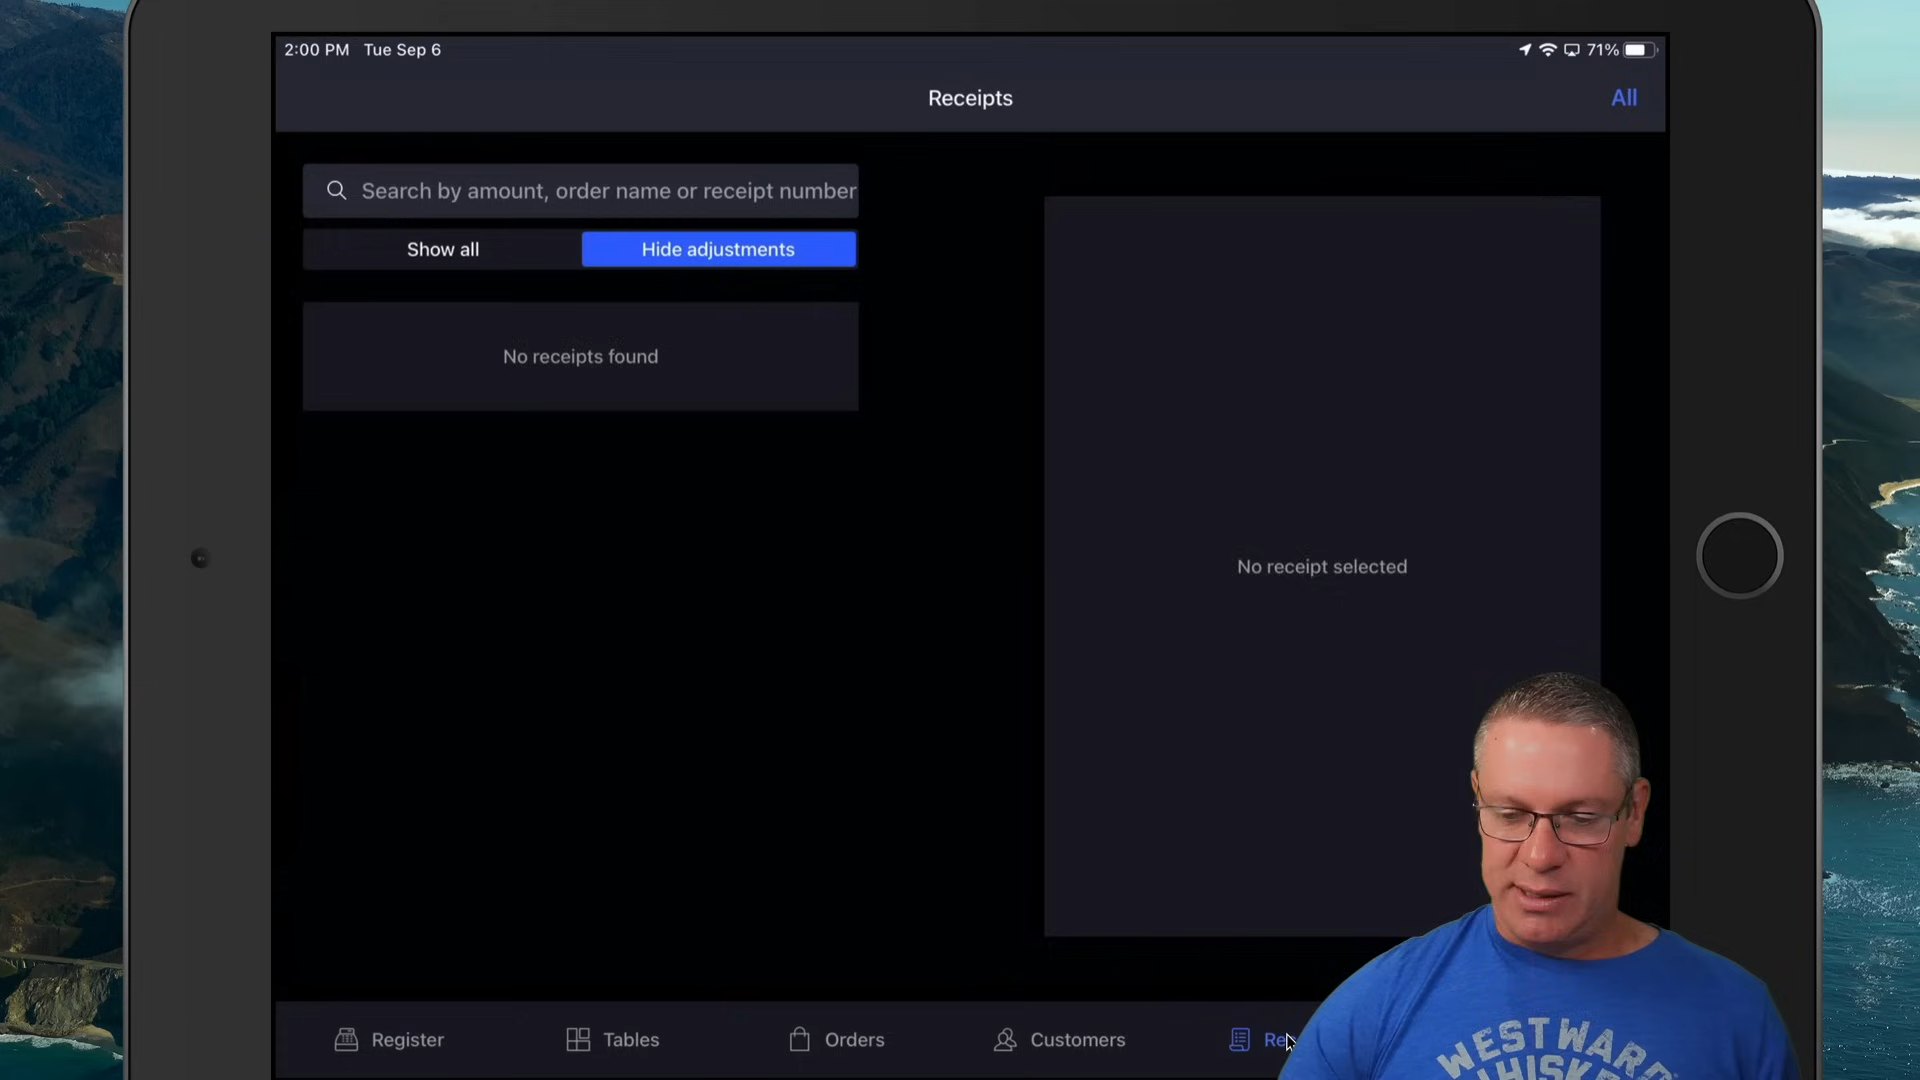 2:00 PM Tue Sep 6
71%
Receipts
All
Search by amount, order name or receipt number
Show all
Hide adjustments
No receipts found
No receipt selected
Register
Tables
Orders
Customers
Re
WESTWARD
WHISKE